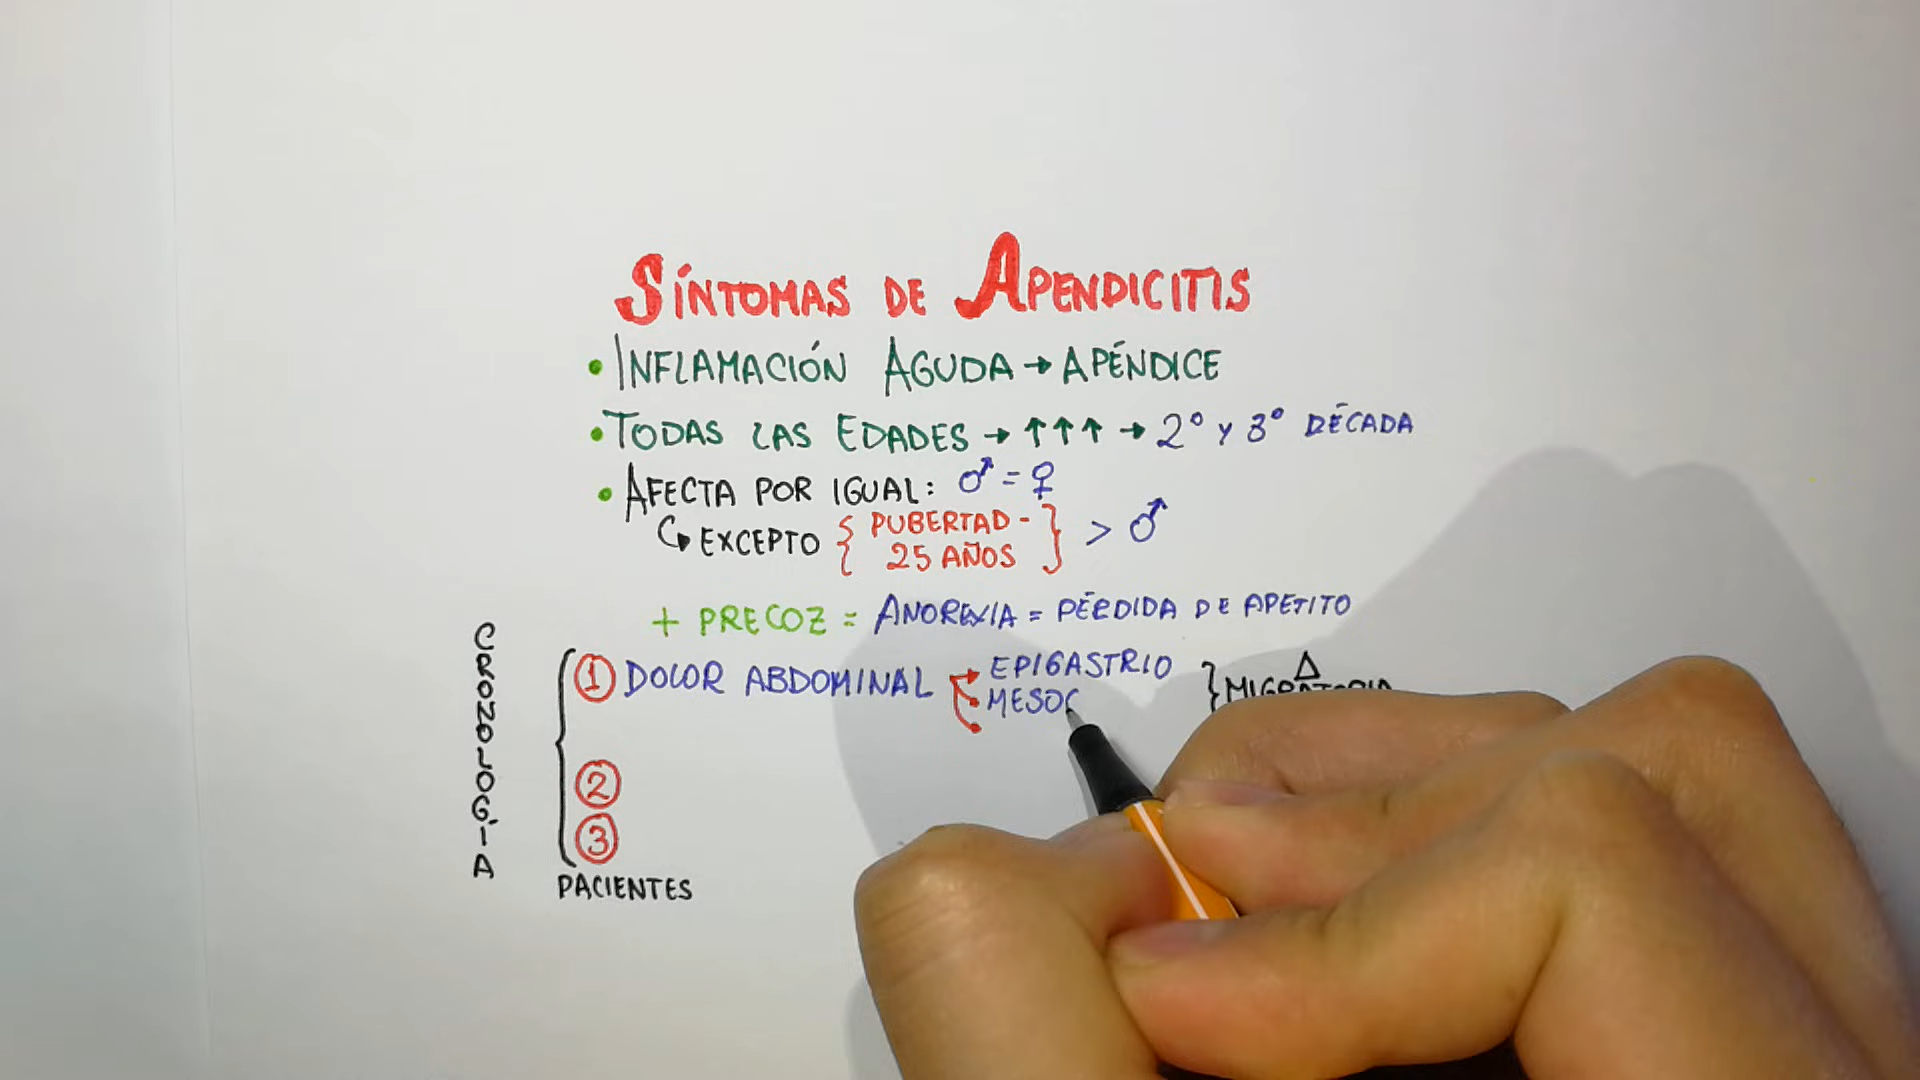 SÍNTOMAS DE APENDICITIS
• INFLAMACIÓN AGUDA → APÉNDICE
• TODAS LAS EDADES → ↑↑↑ → 2° Y 3° DÉCADA
• AFECTA POR IGUAL: ♂ = ♀
↳ EXCEPTO { PUBERTAD - 25 AÑOS } > ♂
+ PRECOZ = ANOREXIA = PÉRDIDA DE APETITO
CRONOLOGÍA
① DOLOR ABDOMINAL → EPIGASTRIO
MESOG
} Δ
②
③
PACIENTES